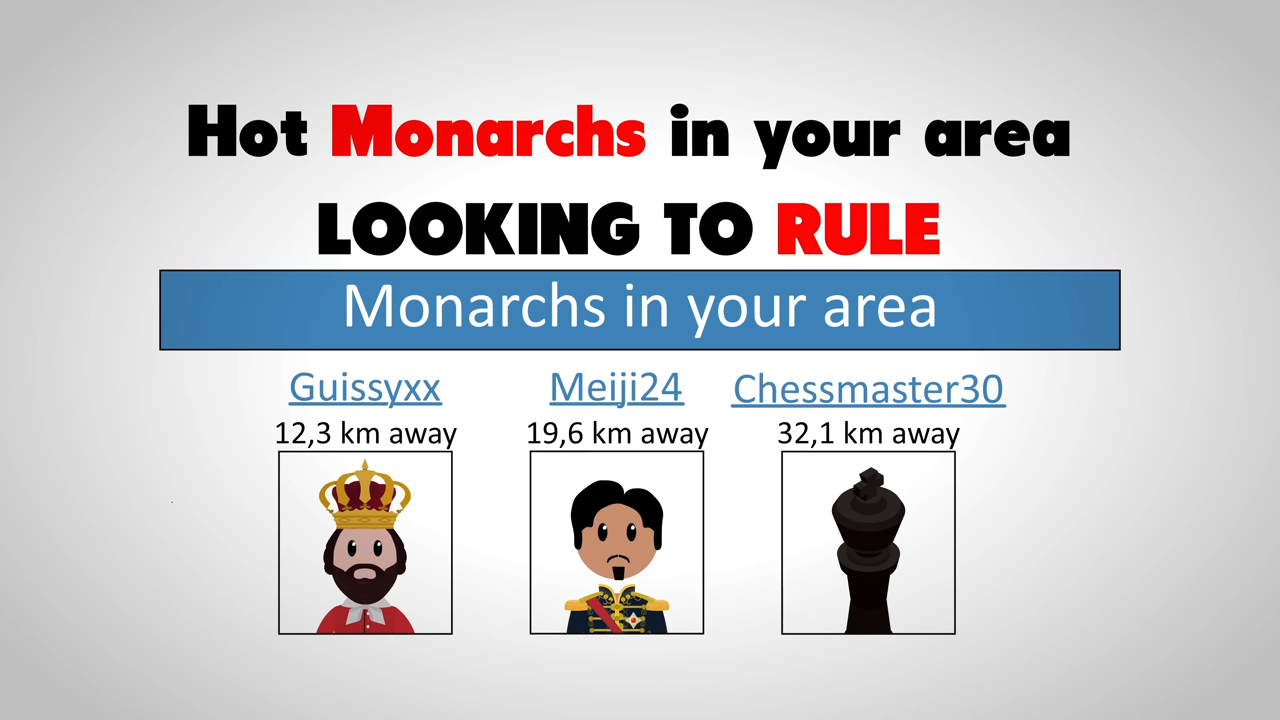 Hot Monarchs in your area
LOOKING TO RULE
Monarchs in your area
Guissyxx Meiji24 Chessmaster30
12,3 km away 19,6 km away 32,1 km away